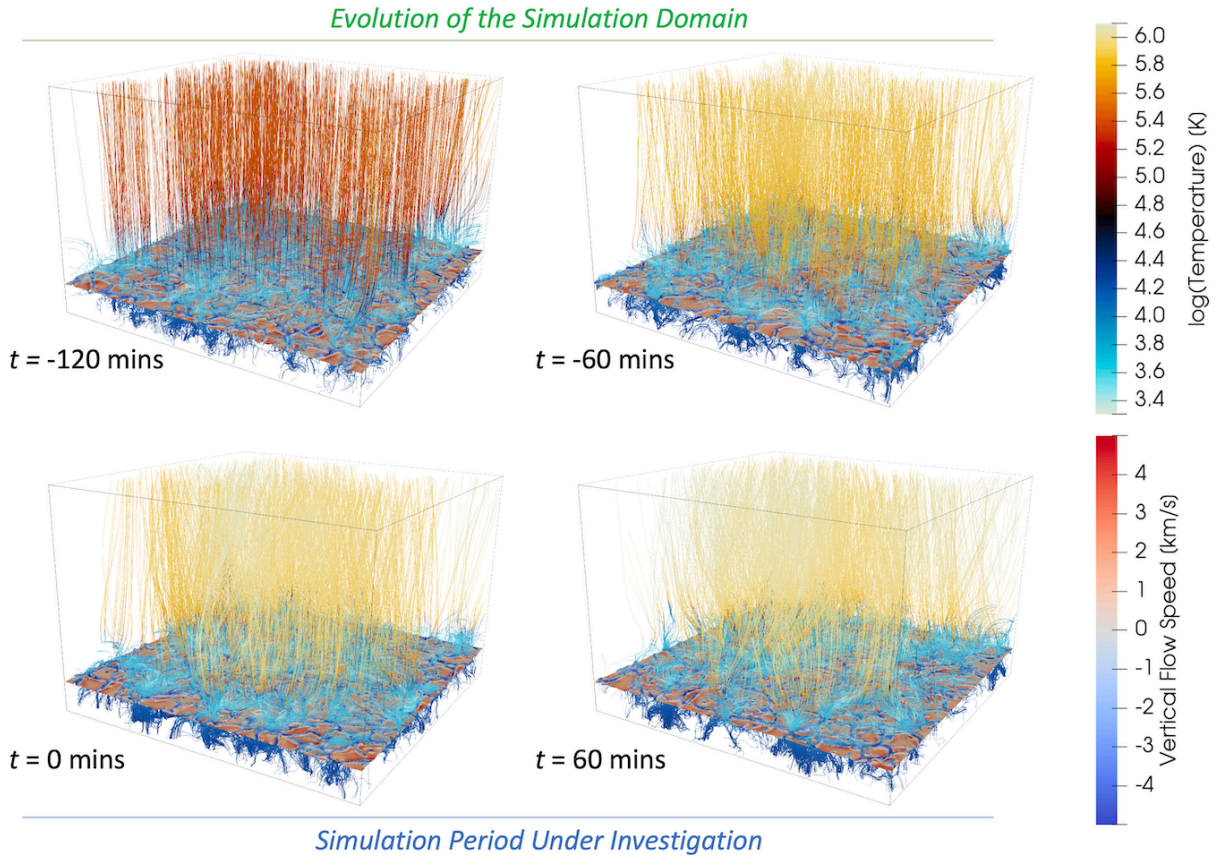 Evolution of the Simulation Domain
t = -120 mins
t = -60 mins
t = 0 mins
t = 60 mins
Simulation Period Under Investigation
6.0
5.8
5.6
5.4
5.2
5.0
4.8
4.6
4.4
4.2
4.0
3.8
3.6
3.4
log(Temperature) (K)
4
3
2
1
0
-1
-2
-3
-4
Vertical Flow Speed (km/s)